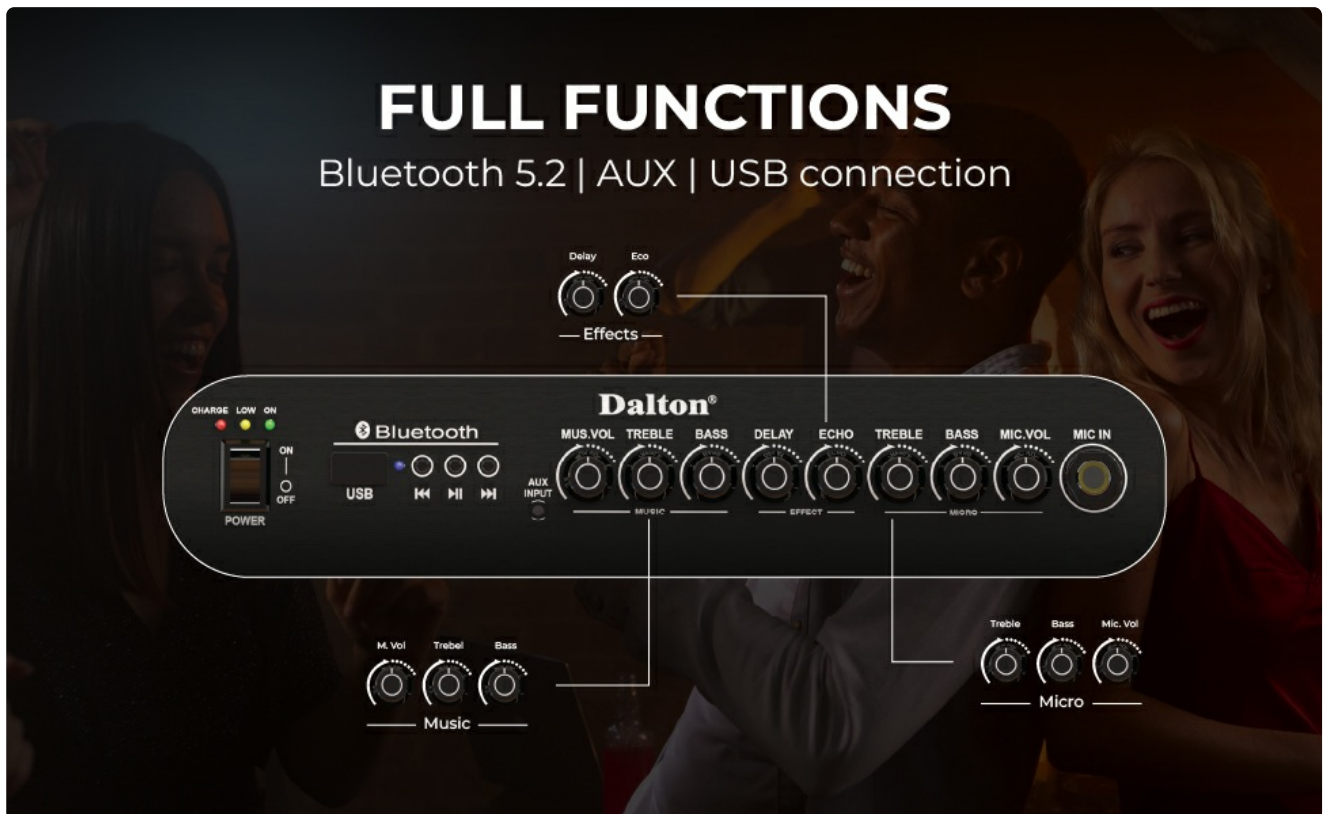 FULL FUNCTIONS
Bluetooth 5.2 | AUX | USB connection
Delay Eco
Effects
Dalton®
CHARGE LOW ON
ON
OFF
POWER
Bluetooth
USB
AUX
INPUT
MUS.VOL TREBLE BASS DELAY ECHO TREBLE BASS MIC.VOL MIC IN
MUSIC EFFECT MICRO
M. Vol Trebel Bass
Music
Treble Bass Mic. Vol
Micro